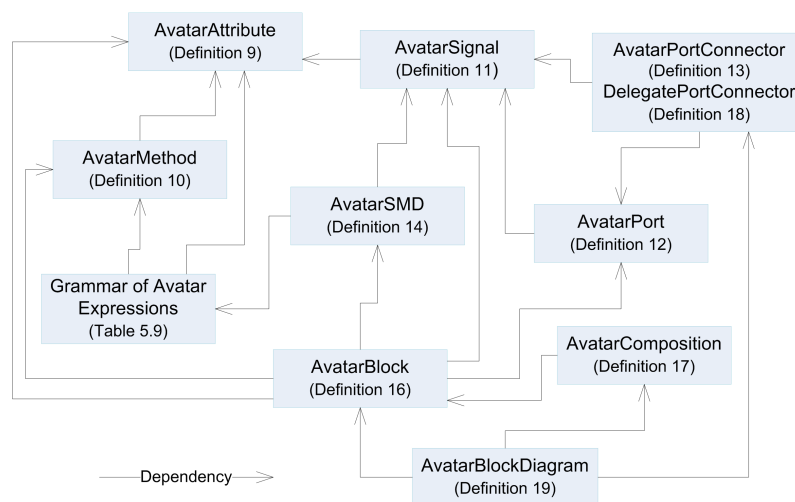 AvatarAttribute
(Definition 9)
AvatarSignal
(Definition 11)
AvatarPortConnector
(Definition 13)
DelegatePortConnector
(Definition 18)
AvatarMethod
(Definition 10)
AvatarSMD
(Definition 14)
AvatarPort
(Definition 12)
Grammar of Avatar
Expressions
(Table 5.9)
AvatarBlock
(Definition 16)
AvatarComposition
(Definition 17)
AvatarBlockDiagram
(Definition 19)
Dependency